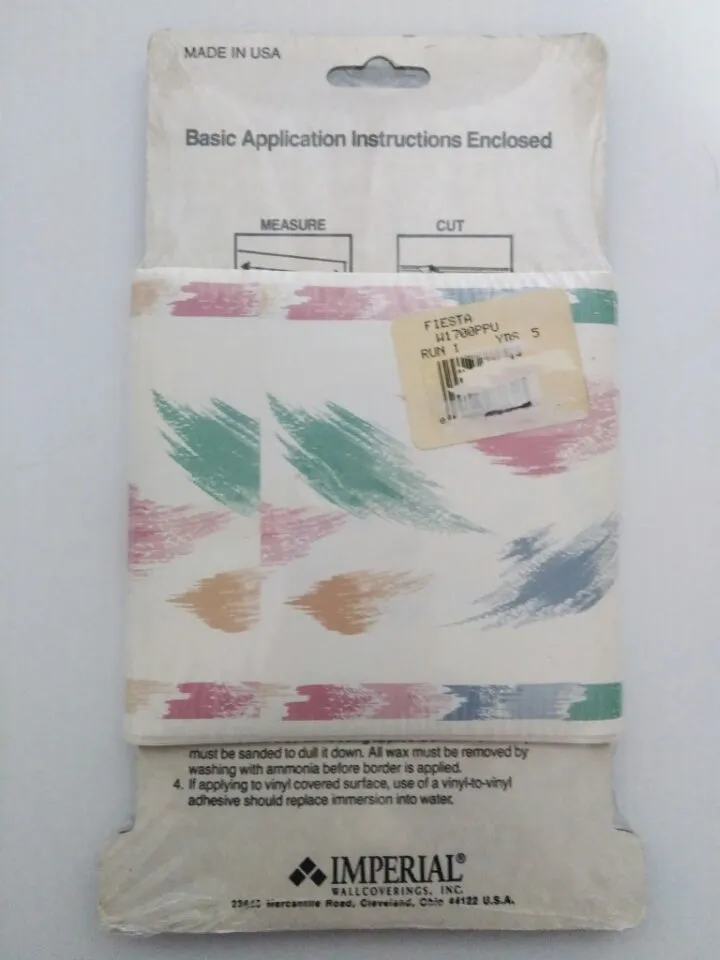 MADE IN USA
Basic Application Instructions Enclosed
MEASURE
CUT
FIESTA
W1700PPU
RUN 1 YDS 5
must be sanded to dull it down. All wax must be removed by
washing with ammonia before border is applied.
4. If applying to vinyl covered surface, use of a vinyl-to-vinyl
adhesive should replace immersion into water.
IMPERIAL®
WALLCOVERINGS, INC.
Mercantile Road, Cleveland, Ohio 44122 U.S.A.